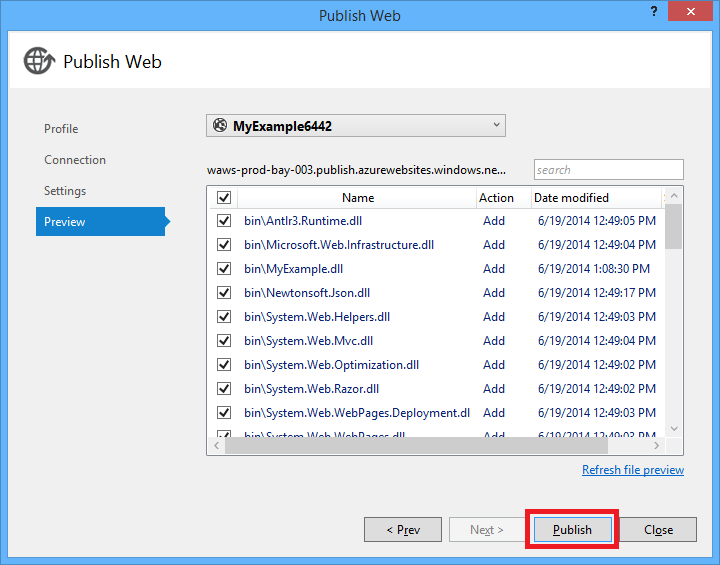 Publish Web
?
Publish Web
Profile
Connection
Settings
Preview
MyExample6442
waws-prod-bay-003.publish.azurewebsites.windows.ne...
search
Name Action Date modified
bin\Antlr3.Runtime.dll Add 6/19/2014 12:49:05 PM
bin\Microsoft.Web.Infrastructure.dll Add 6/19/2014 12:49:04 PM
bin\MyExample.dll Add 6/19/2014 1:08:30 PM
bin\Newtonsoft.Json.dll Add 6/19/2014 12:49:17 PM
bin\System.Web.Helpers.dll Add 6/19/2014 12:49:03 PM
bin\System.Web.Mvc.dll Add 6/19/2014 12:49:04 PM
bin\System.Web.Optimization.dll Add 6/19/2014 12:49:02 PM
bin\System.Web.Razor.dll Add 6/19/2014 12:49:02 PM
bin\System.Web.WebPages.Deployment.dl Add 6/19/2014 12:49:03 PM
bin\System.Web.WebPages.dll Add 6/19/2014 12:49:03 PM
Refresh file preview
< Prev Next > Publish Close